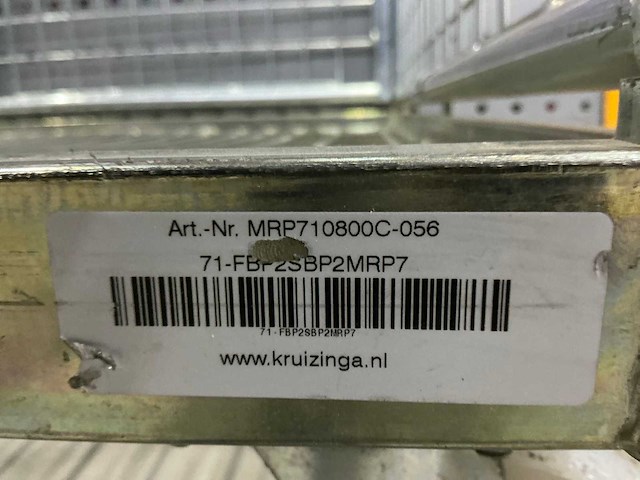 Art.-Nr. MRP710800C-056
71-FBP2SBP2MRP7
71-FBP2SBP2MRP7
www.kruizinga.nl